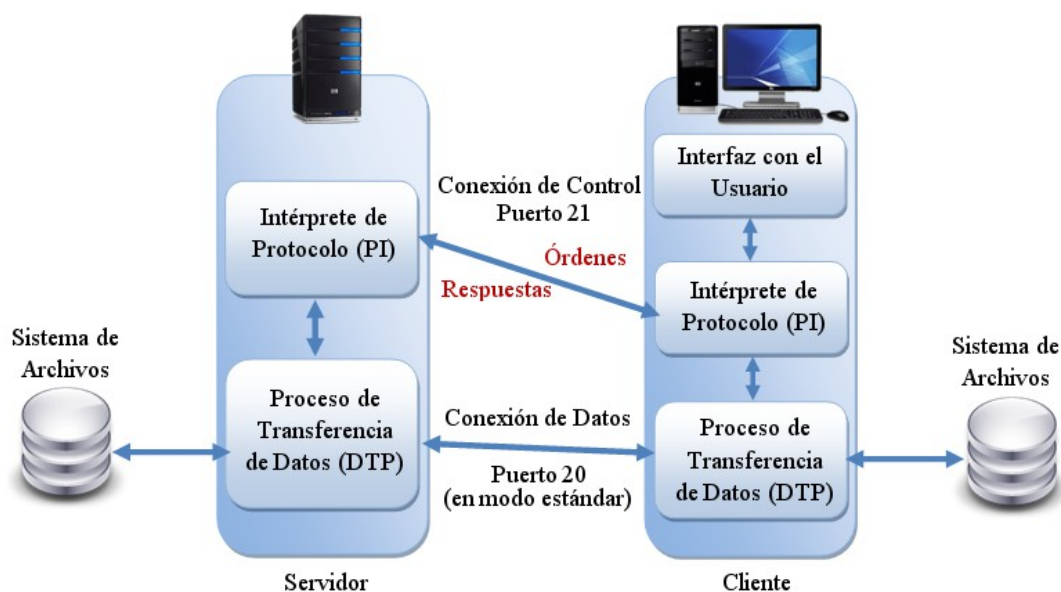 Interfaz con el
Usuario
Conexión de Control
Puerto 21
Intérprete de
Protocolo (PI)
Órdenes
Respuestas
Intérprete de
Protocolo (PI)
Sistema de
Archivos
Proceso de
Transferencia
de Datos (DTP)
Conexión de Datos
Puerto 20
(en modo estándar)
Proceso de
Transferencia
de Datos (DTP)
Sistema de
Archivos
Servidor
Cliente